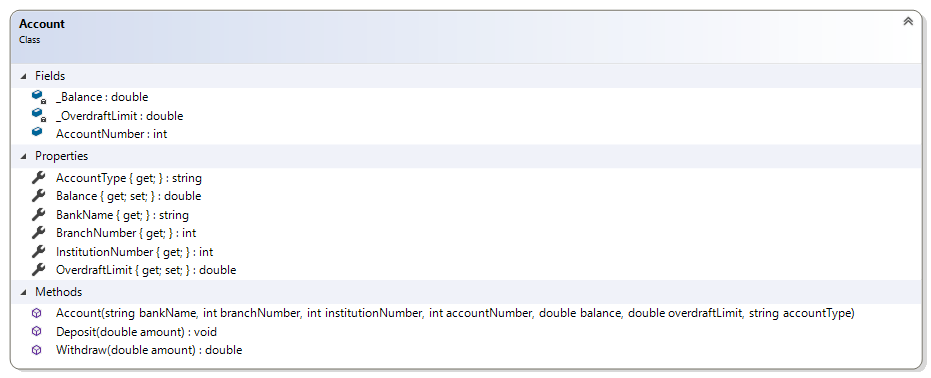 Account
Class
Fields
_Balance : double
_OverdraftLimit : double
AccountNumber : int
Properties
AccountType { get; } : string
Balance { get; set; } : double
BankName { get; } : string
BranchNumber { get; } : int
InstitutionNumber { get; } : int
OverdraftLimit { get; set; } : double
Methods
Account(string bankName, int branchNumber, int institutionNumber, int accountNumber, double balance, double overdraftLimit, string accountType)
Deposit(double amount) : void
Withdraw(double amount) : double